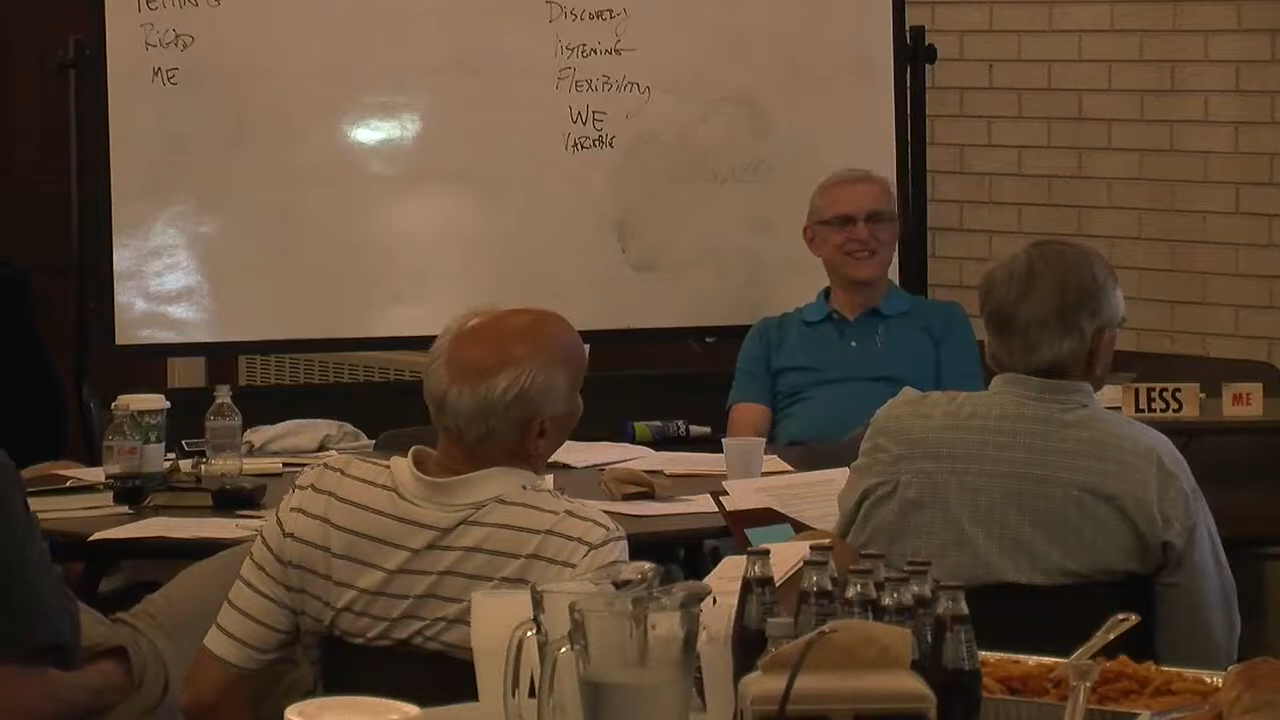 RIGID
ME
DISCOVERY
LISTENING
FLEXIBILITY
WE
VARIABLE
LESS
ME